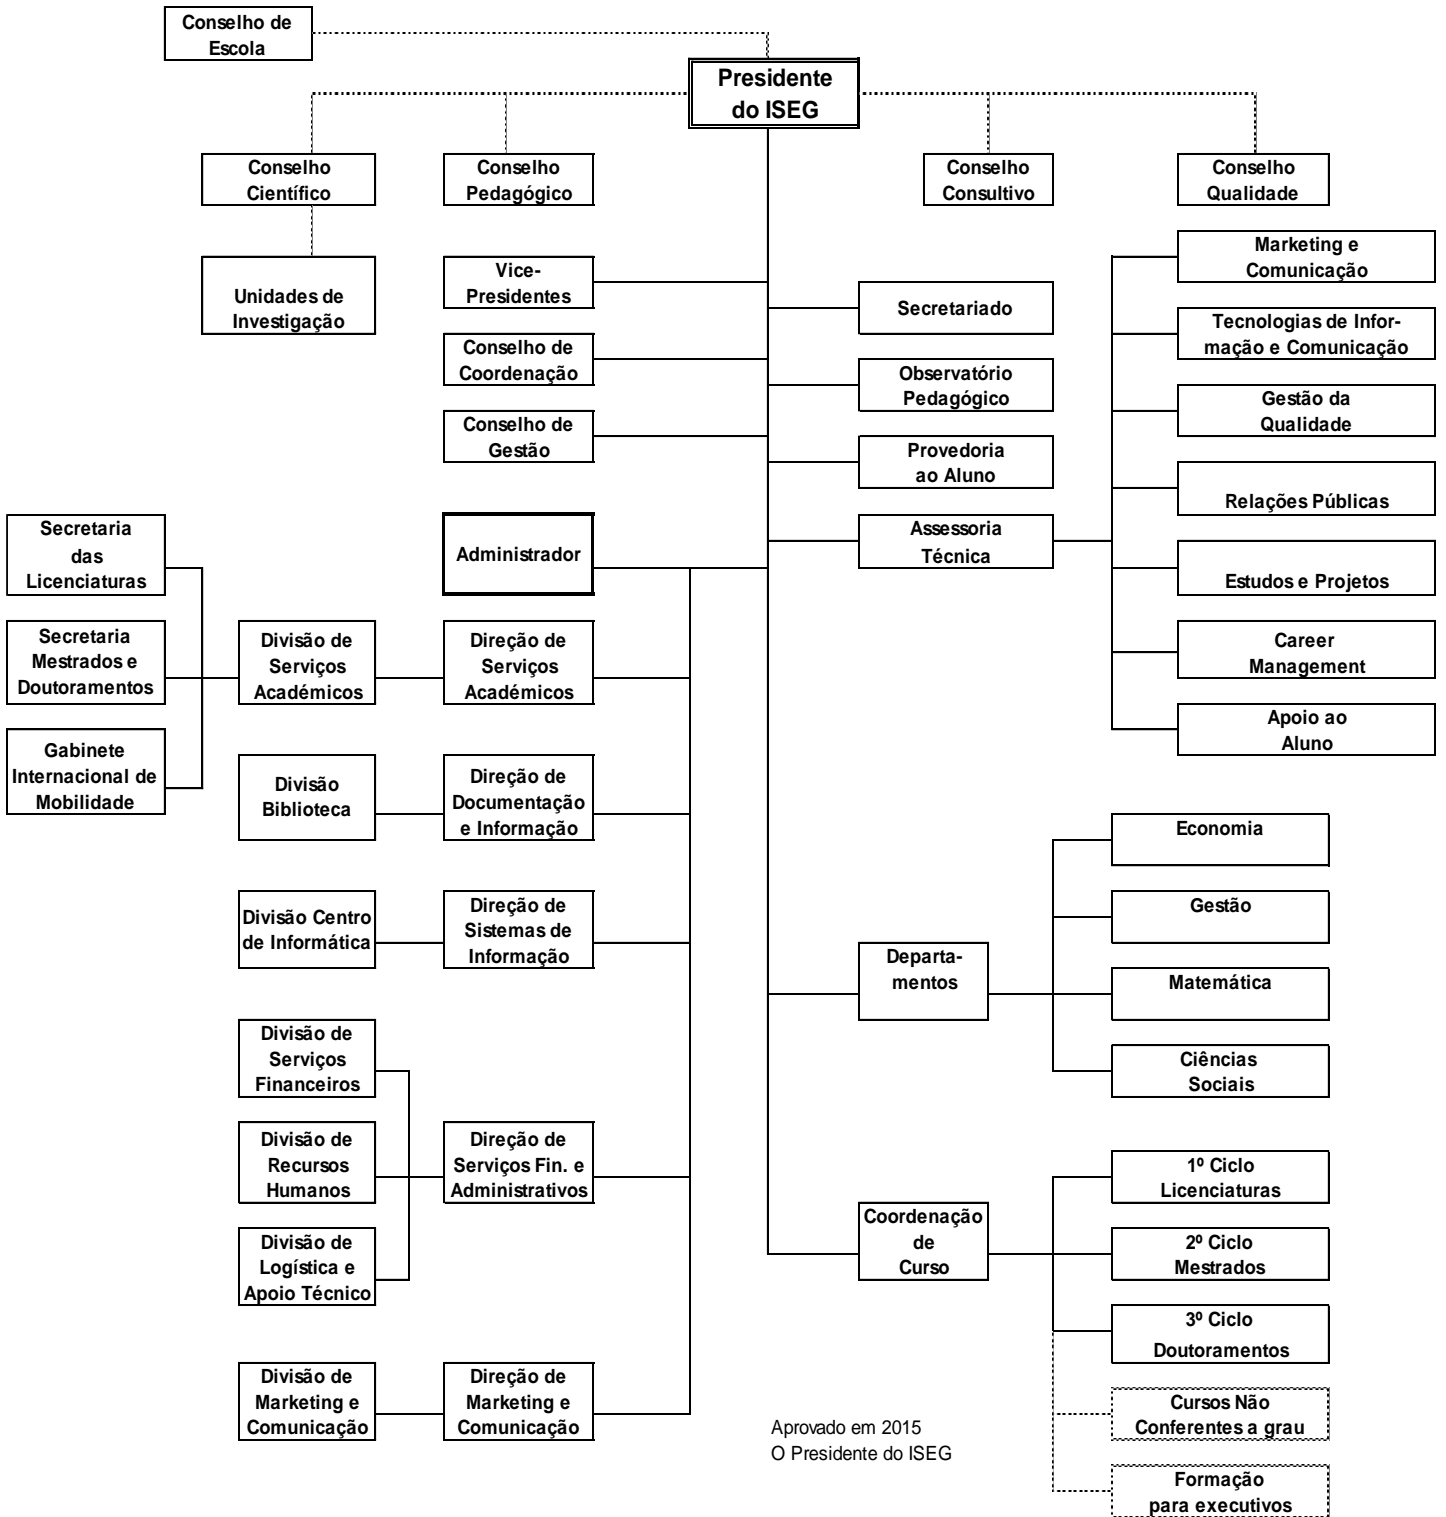 Conselho de
Escola
Presidente
do ISEG
Conselho
Científico
Conselho
Pedagógico
Conselho
Consultivo
Conselho
Qualidade
Unidades de
Investigação
Vice-
Presidentes
Conselho de
Coordenação
Conselho de
Gestão
Administrador
Secretariado
Observatório
Pedagógico
Provedoria
ao Aluno
Assessoria
Técnica
Marketing e
Comunicação
Tecnologias de Infor-
mação e Comunicação
Gestão da
Qualidade
Relações Públicas
Estudos e Projetos
Career
Management
Apoio ao
Aluno
Secretaria
das
Licenciaturas
Secretaria
Mestrados e
Doutoramentos
Gabinete
Internacional de
Mobilidade
Divisão de
Serviços
Académicos
Direção de
Serviços
Académicos
Divisão
Biblioteca
Direção de
Documentação
e Informação
Divisão Centro
de Informática
Direção de
Sistemas de
Informação
Divisão de
Serviços
Financeiros
Divisão de
Recursos
Humanos
Divisão de
Logística e
Apoio Técnico
Direção de
Serviços Fin. e
Administrativos
Divisão de
Marketing e
Comunicação
Direção de
Marketing e
Comunicação
Departa-
mentos
Economia
Gestão
Matemática
Ciências
Sociais
Coordenação
de
Curso
1º Ciclo
Licenciaturas
2º Ciclo
Mestrados
3º Ciclo
Doutoramentos
Cursos Não
Conferentes a grau
Formação
para executivos
Aprovado em 2015
O Presidente do ISEG